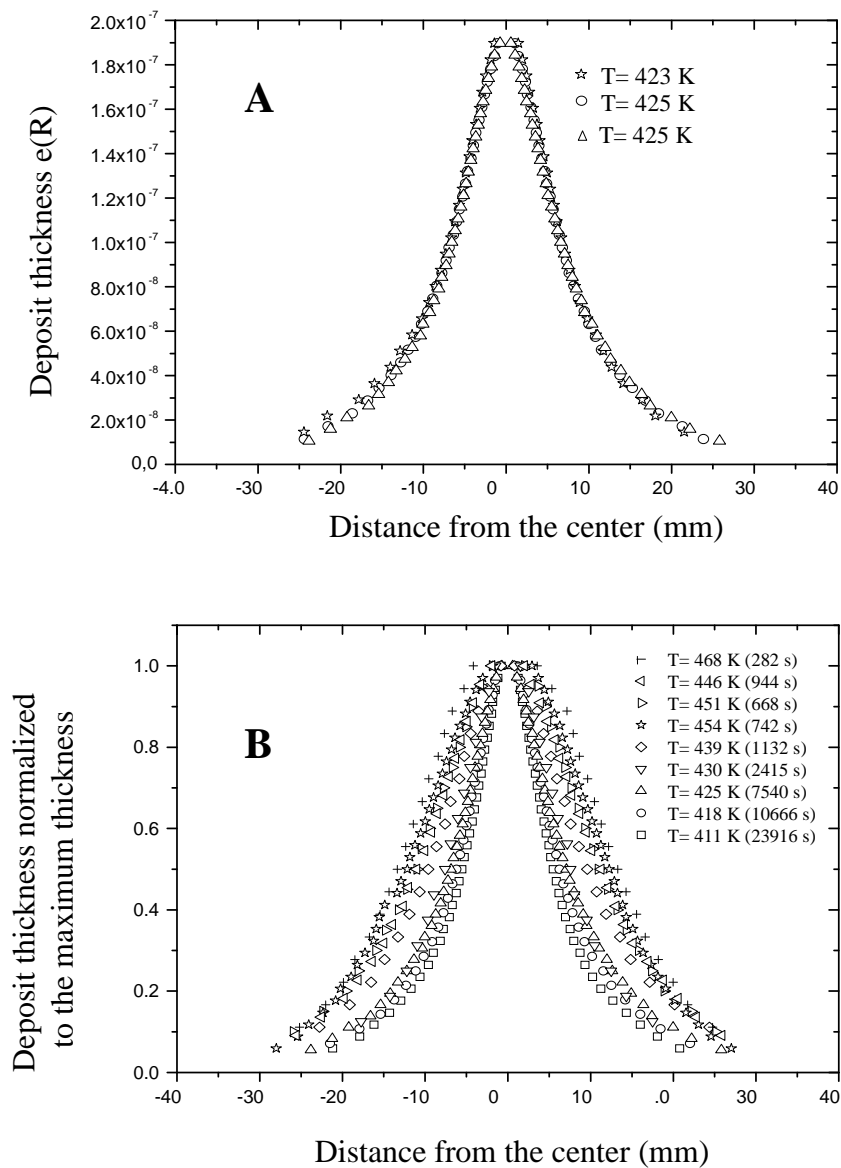 2.0x10-7
1.8x10-7
1.6x10-7
1.4x10-7
1.2x10-7
1.0x10-7
8.0x10-8
6.0x10-8
4.0x10-8
2.0x10-8
0,0
Deposit thickness e(R)
A
T= 423 K
T= 425 K
T= 425 K
-4.0 -30 -20 -10 0 10 20 30 40
Distance from the center (mm)
1.0
0.8
0.6
0.4
0.2
0.0
Deposit thickness normalized
to the maximum thickness
B
T= 468 K (282 s)
T= 446 K (944 s)
T= 451 K (668 s)
T= 454 K (742 s)
T= 439 K (1132 s)
T= 430 K (2415 s)
T= 425 K (7540 s)
T= 418 K (10666 s)
T= 411 K (23916 s)
-40 -30 -20 -10 0 10 .0 30 40
Distance from the center (mm)